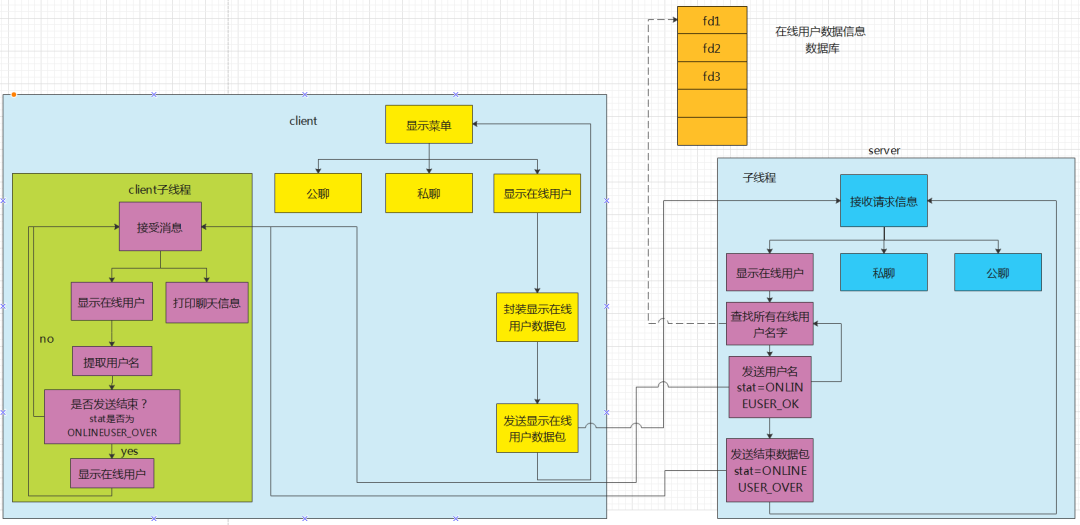 fd1
fd2
fd3
在线用户数据信息
数据库
client
显示菜单
公聊
私聊
显示在线用户
封装显示在线
用户数据包
发送显示在线
用户数据包
client子线程
接受消息
显示在线用户
打印聊天信息
no
提取用户名
是否发送结束？
stat是否为
ONLINEUSER_OVER
yes
显示在线用户
server
子线程
接收请求信息
显示在线用户
私聊
公聊
查找所有在线用
户名字
发送用户名
stat=ONLIN
EUSER_OK
发送结束数据包
stat=ONLINE
USER_OVER